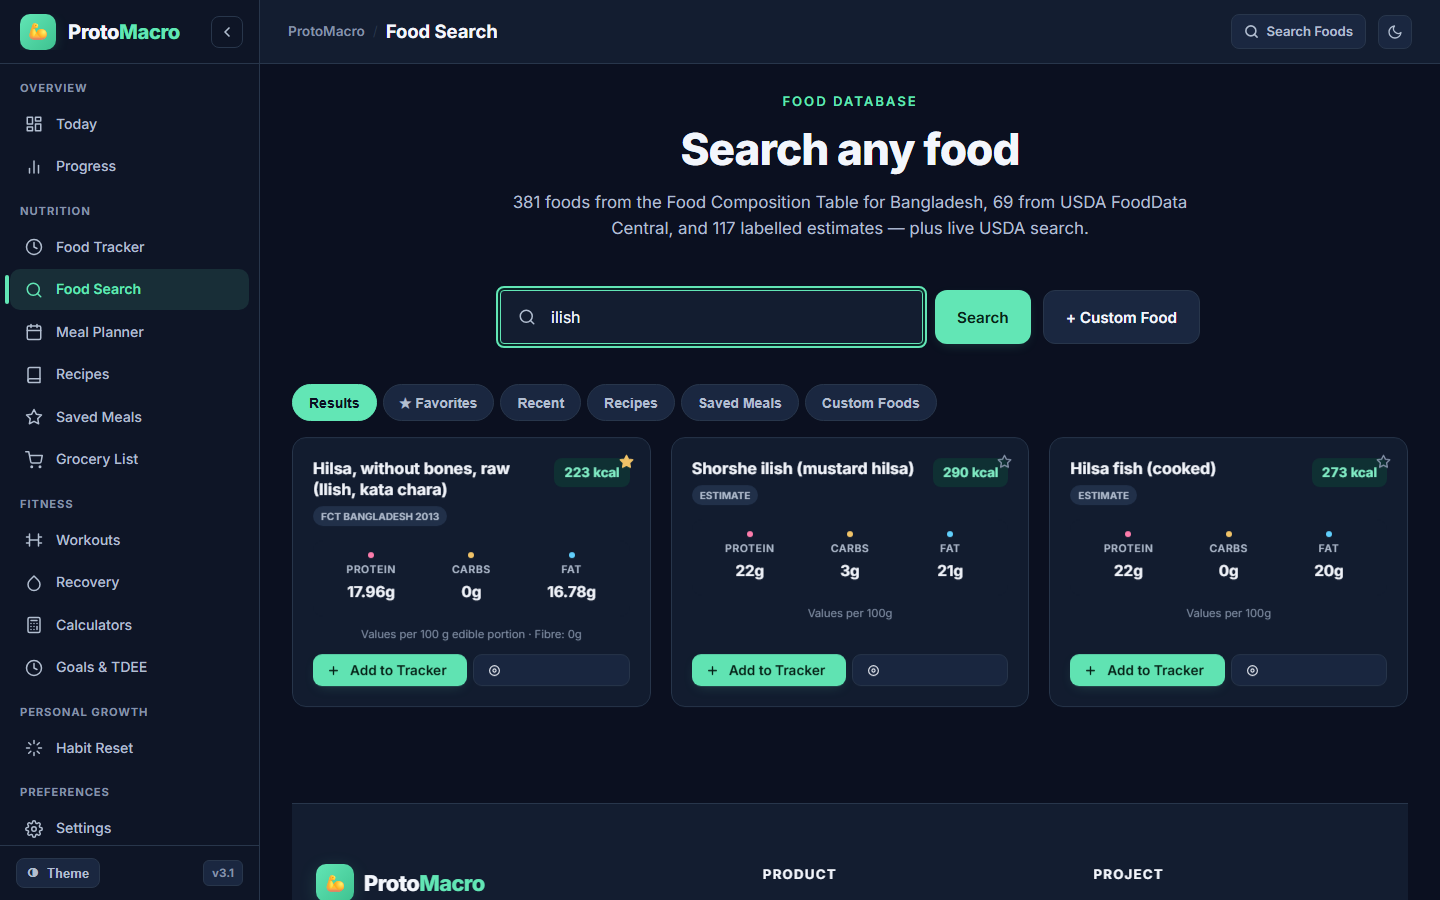 ProtoMacro
ProtoMacro / Food Search
Search Foods
OVERVIEW
Today
Progress
NUTRITION
Food Tracker
Food Search
Meal Planner
Recipes
Saved Meals
Grocery List
FITNESS
Workouts
Recovery
Calculators
Goals & TDEE
PERSONAL GROWTH
Habit Reset
PREFERENCES
Settings
Theme
v3.1
FOOD DATABASE
Search any food
381 foods from the Food Composition Table for Bangladesh, 69 from USDA FoodData
Central, and 117 labelled estimates — plus live USDA search.
ilish
Search
+ Custom Food
Results
★ Favorites
Recent
Recipes
Saved Meals
Custom Foods
Hilsa, without bones, raw
(Ilish, kata chara)
223 kcal
FCT BANGLADESH 2013
PROTEIN CARBS FAT
17.96g 0g 16.78g
Values per 100 g edible portion · Fibre: 0g
+ Add to Tracker
Shorshe ilish (mustard hilsa)
290 kcal
ESTIMATE
PROTEIN CARBS FAT
22g 3g 21g
Values per 100g
+ Add to Tracker
Hilsa fish (cooked)
273 kcal
ESTIMATE
PROTEIN CARBS FAT
22g 0g 20g
Values per 100g
+ Add to Tracker
ProtoMacro
PRODUCT
PROJECT